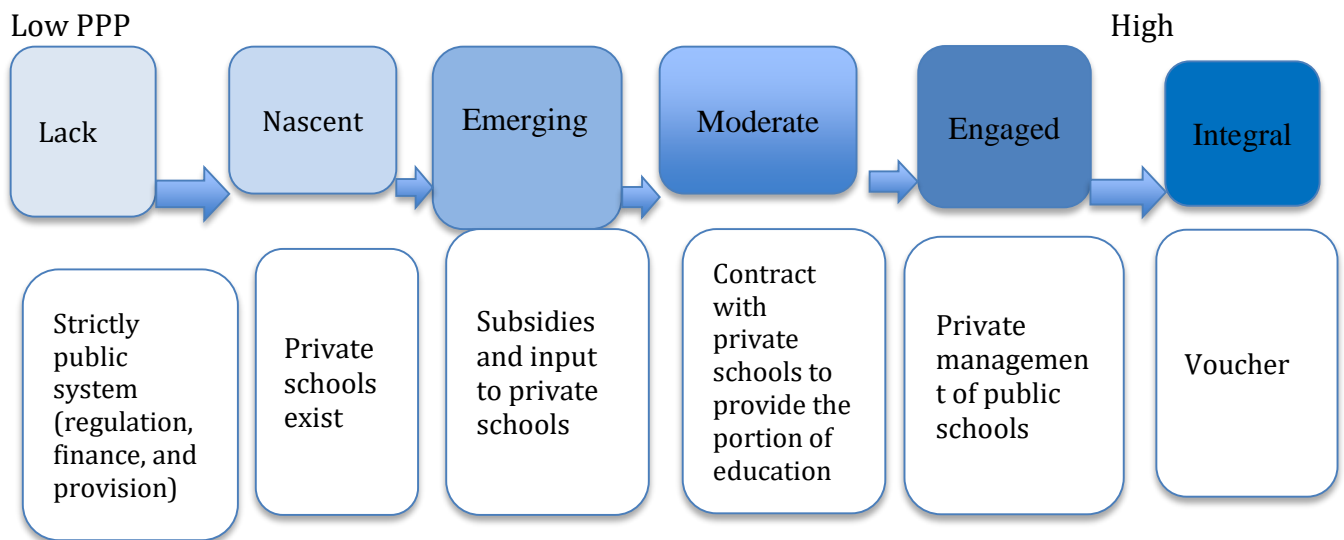 Low PPP
High
Lack
Nascent
Emerging
Moderate
Engaged
Integral
Strictly
public
system
(regulation,
finance, and
provision)
Private
schools
exist
Subsidies
and input
to private
schools
Contract
with
private
schools to
provide the
portion of
education
Private
managemen
t of public
schools
Voucher